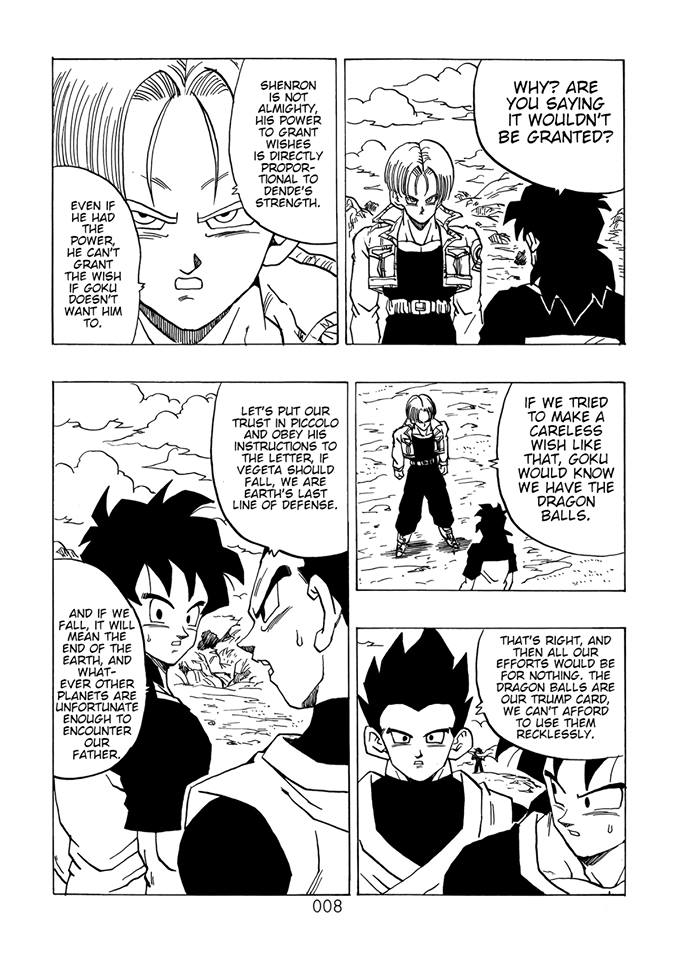 WHY? ARE
YOU SAYING
IT WOULDN'T
BE GRANTED?
SHENRON
IS NOT
ALMIGHTY,
HIS POWER
TO GRANT
WISHES
IS DIRECTLY
PROPOR-
TIONAL TO
DENDE'S
STRENGTH.
EVEN IF
HE HAD
THE
POWER,
HE CAN'T
GRANT
THE WISH
IF GOKU
DOESN'T
WANT HIM
TO.
IF WE TRIED
TO MAKE A
CARELESS
WISH LIKE
THAT, GOKU
WOULD KNOW
WE HAVE THE
DRAGON
BALLS.
THAT'S RIGHT, AND
THEN ALL OUR
EFFORTS WOULD BE
FOR NOTHING. THE
DRAGON BALLS ARE
OUR TRUMP CARD,
WE CAN'T AFFORD
TO USE THEM
RECKLESSLY.
LET'S PUT OUR
TRUST IN PICCOLO
AND OBEY HIS
INSTRUCTIONS TO
THE LETTER, IF
VEGETA SHOULD
FALL, WE ARE
EARTH'S LAST
LINE OF DEFENSE.
AND IF WE
FALL, IT WILL
MEAN THE
END OF THE
EARTH, AND
WHAT-
EVER OTHER
PLANETS ARE
UNFORTUNATE
ENOUGH TO
ENCOUNTER
OUR
FATHER.
008